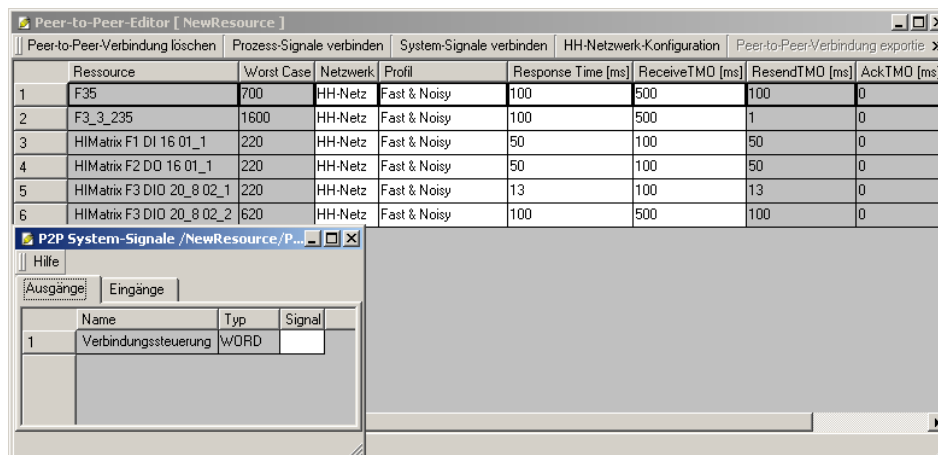 Peer-to-Peer-Editor [ NewResource ]
Peer-to-Peer-Verbindung löschen Prozess-Signale verbinden System-Signale verbinden HH-Netzwerk-Konfiguration Peer-to-Peer-Verbindung exportie
Ressource Worst Case Netzwerk Profil Response Time [ms] ReceiveTMO [ms] ResendTMO [ms] AckTMO [ms]
1 F35 700 HH-Netz Fast & Noisy 100 500 100 0
2 F3_3_235 1600 HH-Netz Fast & Noisy 100 500 1 0
3 HIMatrix F1 DI 16 01_1 220 HH-Netz Fast & Noisy 50 100 50 0
4 HIMatrix F2 DO 16 01_1 220 HH-Netz Fast & Noisy 50 100 50 0
5 HIMatrix F3 DIO 20_8 02_1 220 HH-Netz Fast & Noisy 13 100 13 0
6 HIMatrix F3 DIO 20_8 02_2 620 HH-Netz Fast & Noisy 100 500 100 0
P2P System-Signale /NewResource/P...
Hilfe
Ausgänge Eingänge
Name Typ Signal
1 Verbindungssteuerung WORD